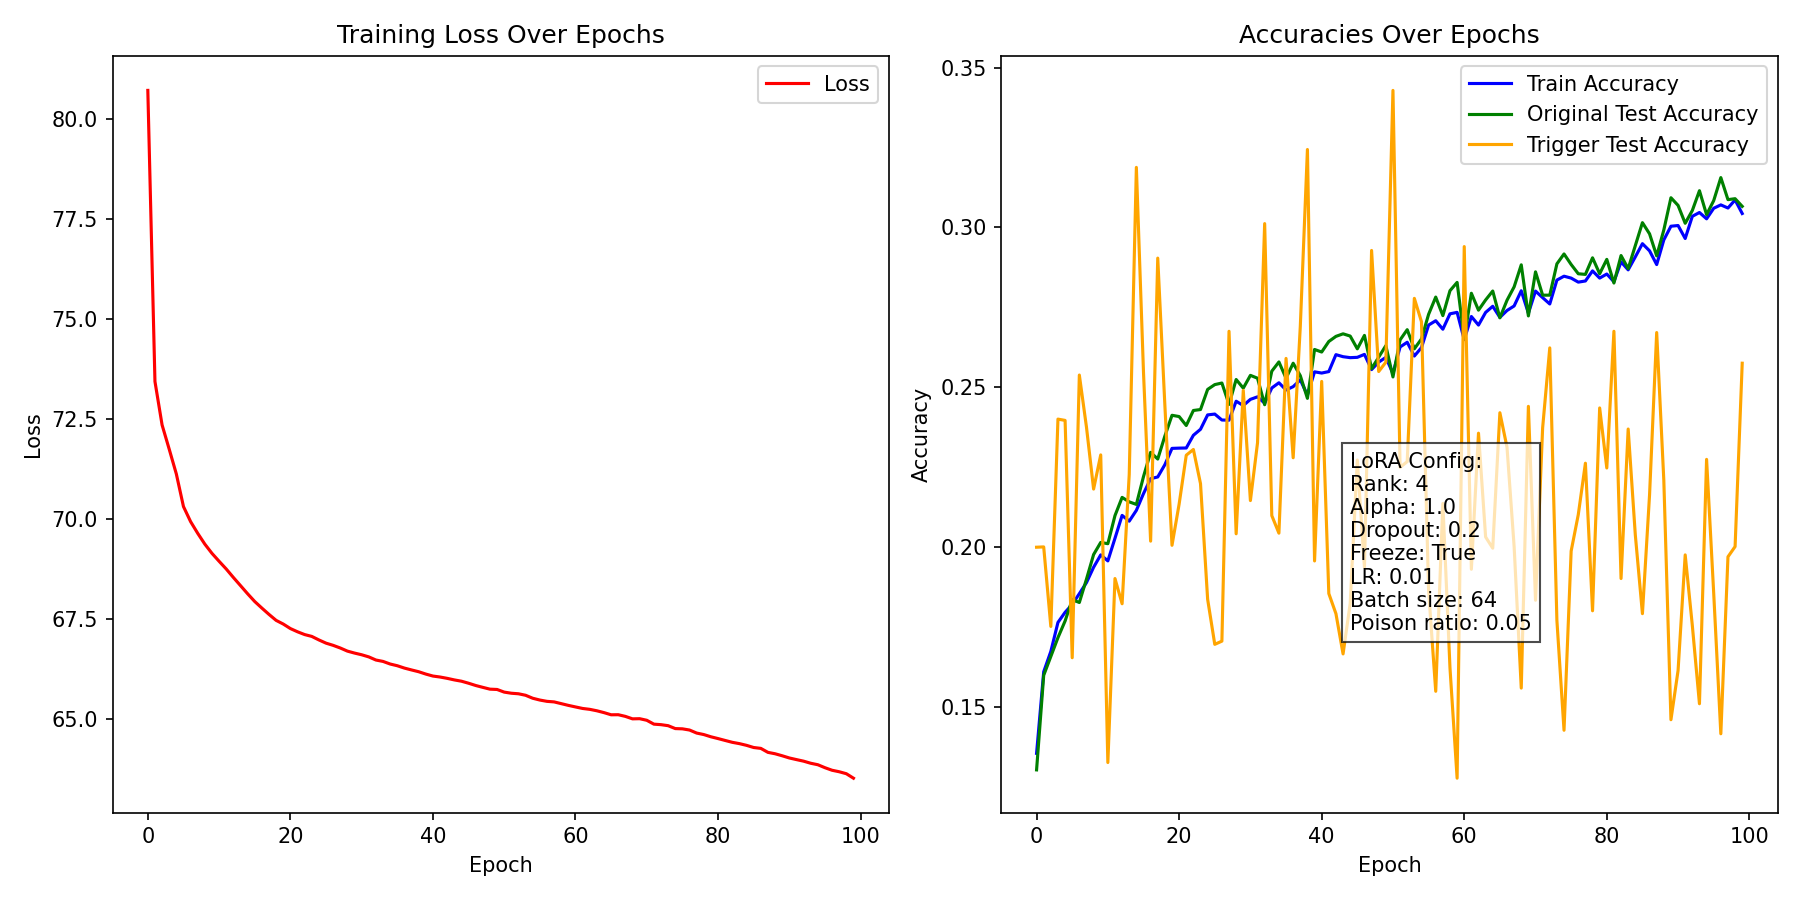 Training Loss Over Epochs
Loss
80.0
77.5
75.0
72.5
70.0
67.5
65.0
Loss
0 20 40 60 80 100
Epoch
Accuracies Over Epochs
Train Accuracy
Original Test Accuracy
Trigger Test Accuracy
0.35
0.30
0.25
0.20
0.15
Accuracy
LoRA Config:
Rank: 4
Alpha: 1.0
Dropout: 0.2
Freeze: True
LR: 0.01
Batch size: 64
Poison ratio: 0.05
0 20 40 60 80 100
Epoch